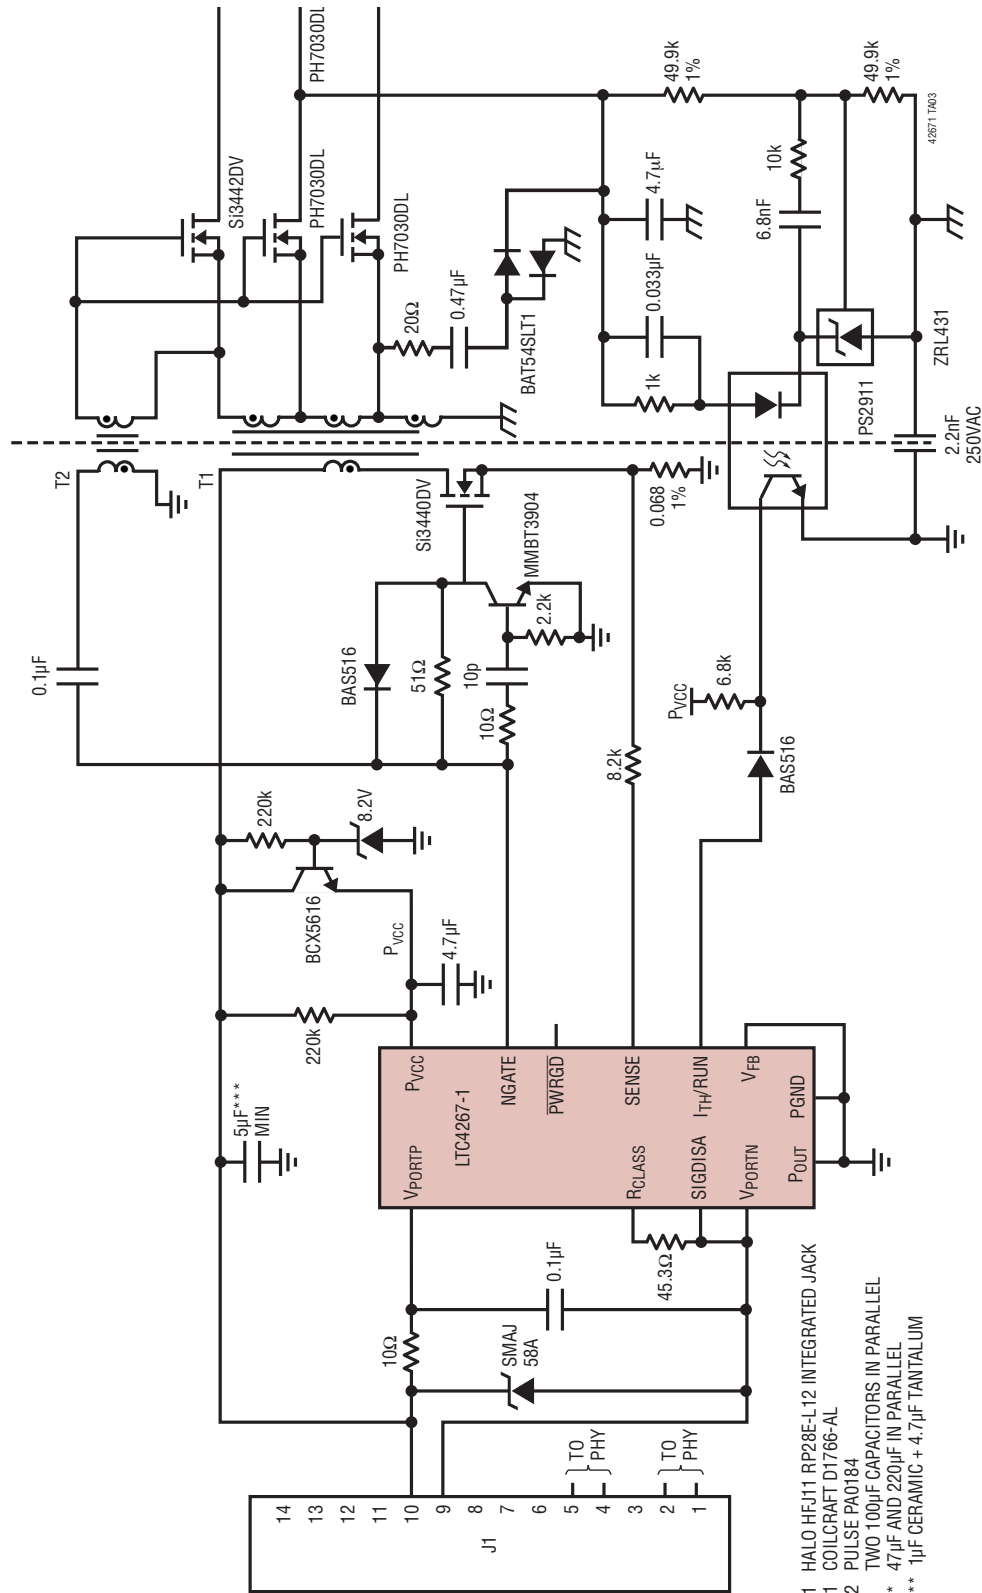 PH7030DL
Si3442DV
PH7030DL
PH7030DL
49.9k
1%
49.9k
1%
42671 TA03
10k
6.8nF
4.7µF
0.033µF
1k
20Ω
0.47µF
BAT54SLT1
ZRL431
PS2911
2.2nF
250VAC
T2
T1
Si3440DV
MMBT3904
0.068
1%
2.2k
0.1µF
BAS516
51Ω
10p
10Ω
PVCC
6.8k
8.2k
BAS516
220k
8.2V
BCX5616
PVCC
4.7µF
220k
5µF***
MIN
PVCC
NGATE
PWRGD
SENSE
ITH/RUN
VFB
LTC4267-1
VPORTP
RCLASS
SIGDISA
VPORTN
POUT
PGND
45.3Ω
0.1µF
10Ω
SMAJ
58A
TO
PHY
TO
PHY
14
13
12
11
10
9
8
7
6
5
4
3
2
1
J1
1 HALO HFJ11 RP28E-L12 INTEGRATED JACK
1 COILCRAFT D1766-AL
2 PULSE PA0184
TWO 100µF CAPACITORS IN PARALLEL
* 47µF AND 220µF IN PARALLEL
** 1µF CERAMIC + 4.7µF TANTALUM